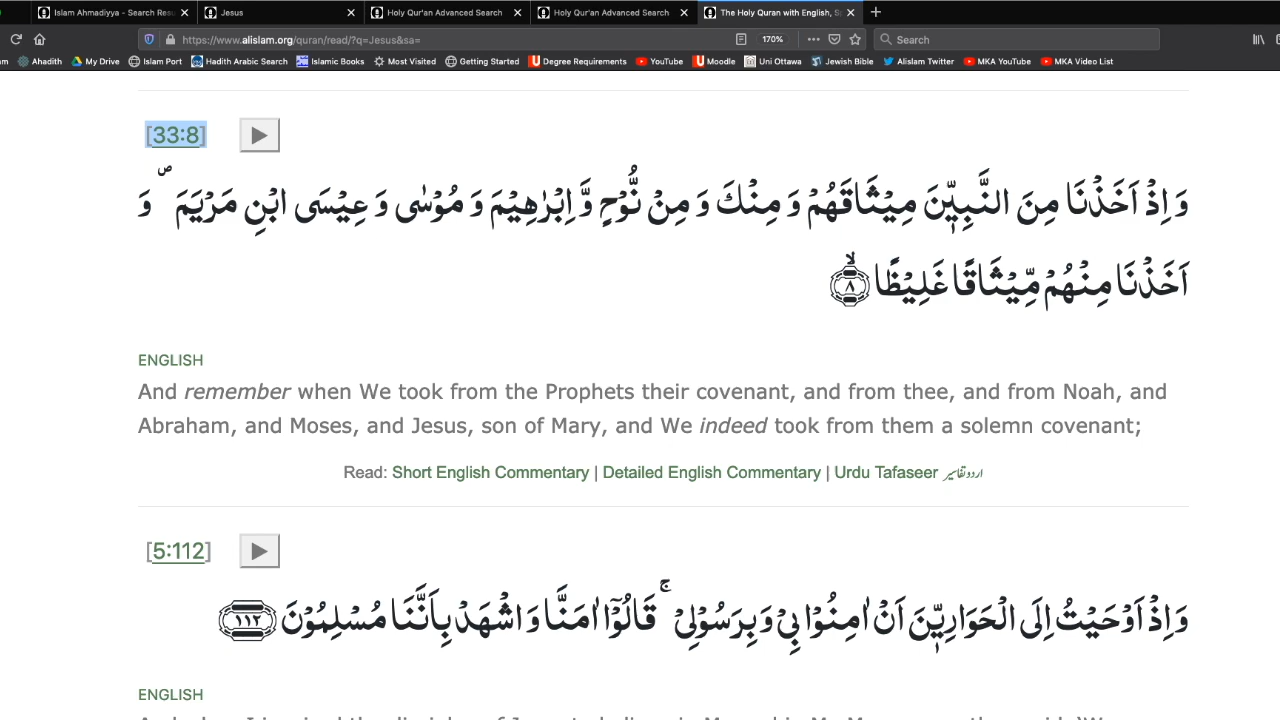 Islam Ahmadiyya - Search Resu
Jesus
Holy Qur'an Advanced Search
Holy Qur'an Advanced Search
The Holy Quran with English, S
https://www.alislam.org/quran/read/?q=Jesus&sa=
170%
Search
Ahadith
My Drive
Islam Port
Hadith Arabic Search
Islamic Books
Most Visited
Getting Started
Degree Requirements
YouTube
Moodle
Uni Ottawa
Jewish Bible
Alislam Twitter
MKA YouTube
MKA Video List
[33:8]
وَ اِذۡ اَخَذۡنَا مِنَ النَّبِیّٖنَ مِیۡثَاقَہُمۡ وَ مِنۡکَ وَ مِنۡ نُّوۡحٍ وَّ اِبۡرٰہِیۡمَ وَ مُوۡسٰی وَ عِیۡسَی ابۡنِ مَرۡیَمَ ۪ وَ
اَخَذۡنَا مِنۡہُمۡ مِّیۡثَاقًا غَلِیۡظًا ۙ﴿۸﴾
ENGLISH
And remember when We took from the Prophets their covenant, and from thee, and from Noah, and
Abraham, and Moses, and Jesus, son of Mary, and We indeed took from them a solemn covenant;
Read: Short English Commentary | Detailed English Commentary | Urdu Tafaseer اردو تفاسیر
[5:112]
وَ اِذۡ اَوۡحَیۡتُ اِلَی الۡحَوَارِیّٖنَ اَنۡ اٰمِنُوۡا بِیۡ وَ بِرَسُوۡلِیۡ ۚ قَالُوۡۤا اٰمَنَّا وَ اشۡہَدۡ بِاَنَّنَا مُسۡلِمُوۡنَ ﴿۱۱۲﴾
ENGLISH